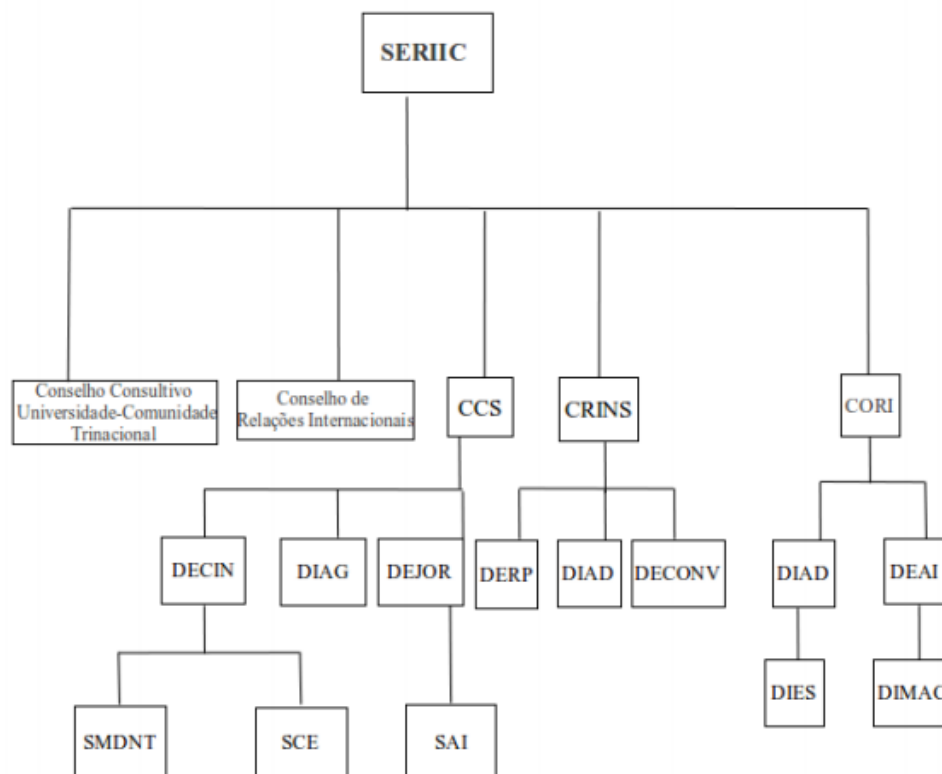 SERIIC
Conselho Consultivo
Universidade-Comunidade
Trinacional
Conselho de
Relações Internacionais
CCS
CRINS
CORI
DECIN
DIAG
DEJOR
DERP
DIAD
DECONV
DIAD
DEAI
DIES
DIMAC
SMDNT
SCE
SAI